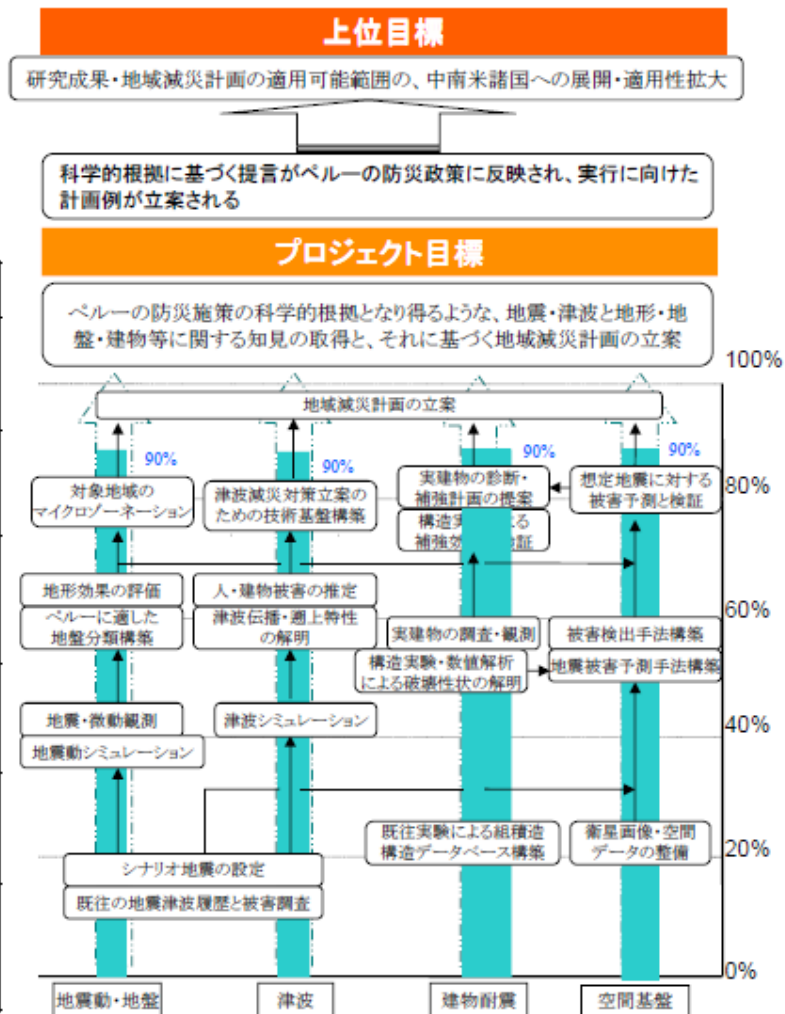 上位目標
研究成果・地域減災計画の適用可能範囲の、中南米諸国への展開・適用性拡大
科学的根拠に基づく提言がペルーの防災政策に反映され、実行に向けた
計画例が立案される
プロジェクト目標
ペルーの防災施策の科学的根拠となり得るような、地震・津波と地形・地
盤・建物等に関する知見の取得と、それに基づく地域減災計画の立案
100%
地域減災計画の立案
90%
90%
90%
90%
対象地域の
マイクロゾーネーション
津波減災対策立案の
ための技術基盤構築
実建物の診断・
補強計画の提案
構造実 る
補強効 証
想定地震に対する
被害予測と検証
80%
地形効果の評価
ペルーに適した
地盤分類構築
人・建物被害の推定
津波伝播・遡上特性
の解明
実建物の調査・観測
構造実験・数値解析
による破壊性状の解明
被害検出手法構築
地震被害予測手法構築
60%
地震・微動観測
地震動シミュレーション
津波シミュレーション
40%
既往実験による組積造
構造データベース構築
衛星画像・空間
データの整備
20%
シナリオ地震の設定
既往の地震津波履歴と被害調査
0%
地震動・地盤
津波
建物耐震
空間基盤